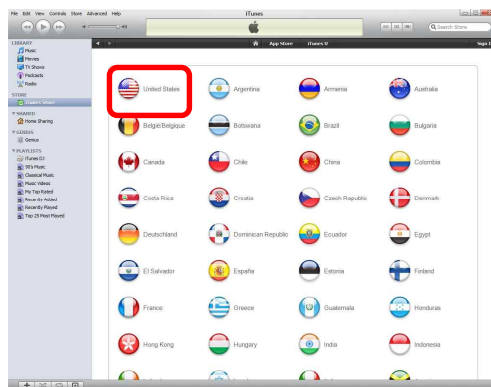 File Edit View Controls Store Advanced Help
iTunes
Search Store
App Store iTunes U
Sign I
LIBRARY
Music
Movies
TV Shows
Podcasts
Radio
STORE
iTunes Store
SHARED
Home Sharing
GENIUS
Genius
PLAYLISTS
iTunes DJ
90's Music
Classical Music
Music Videos
My Top Rated
Recently Added
Recently Played
Top 25 Most Played
United States Argentina Armenia Australia
België/Belgique Botswana Brazil Bulgaria
Canada Chile China Colombia
Costa Rica Croatia Czech Republic Denmark
Deutschland Dominican Republic Ecuador Egypt
El Salvador España Estonia Finland
France Greece Guatemala Honduras
Hong Kong Hungary India Indonesia